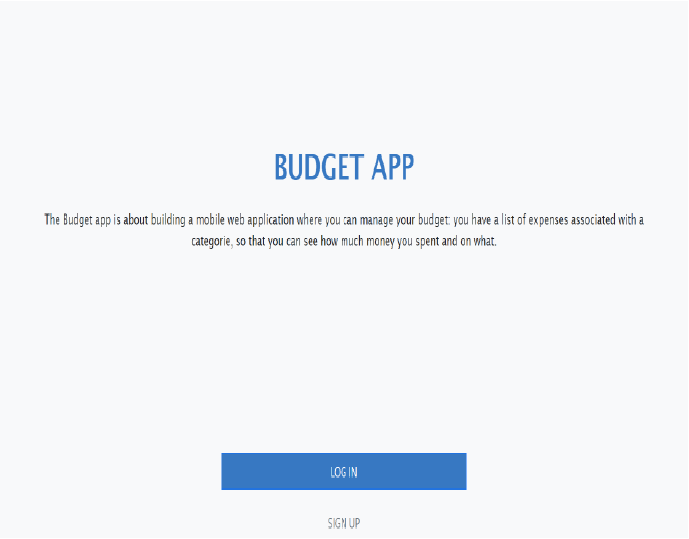 BUDGET APP
The Budget app is about building a mobile web application where you can manage your budget: you have a list of expenses associated with a
categorie, so that you can see how much money you spent and on what.
LOG IN
SIGN UP